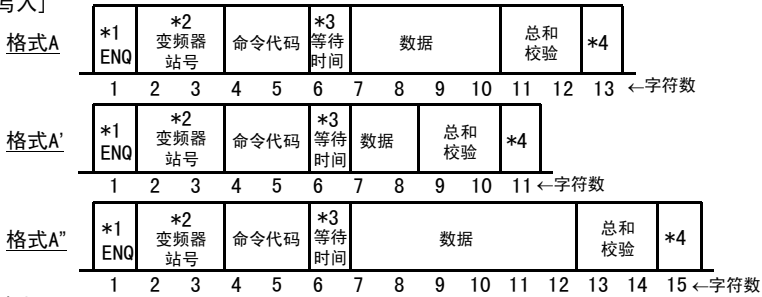 写入］
格式A
*1 ENQ
*2 变频器 站号
命令代码
*3 等待 时间
数据
总和 校验
*4
1 2 3 4 5 6 7 8 9 10 11 12 13 ←字符数
格式A’
*1 ENQ
*2 变频器 站号
命令代码
*3 等待 时间
数据
总和 校验
*4
1 2 3 4 5 6 7 8 9 10 11 ←字符数
格式A”
*1 ENQ
*2 变频器 站号
命令代码
*3 等待 时间
数据
总和 校验
*4
1 2 3 4 5 6 7 8 9 10 11 12 13 14 15 ←字符数